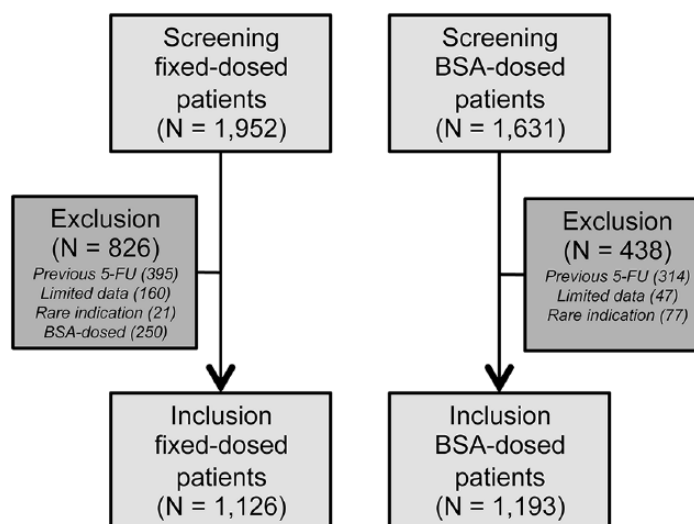 Screening
fixed-dosed
patients
(N = 1,952)
Screening
BSA-dosed
patients
(N = 1,631)
Exclusion
(N = 826)
Previous 5-FU (395)
Limited data (160)
Rare indication (21)
BSA-dosed (250)
Exclusion
(N = 438)
Previous 5-FU (314)
Limited data (47)
Rare indication (77)
Inclusion
fixed-dosed
patients
(N = 1,126)
Inclusion
BSA-dosed
patients
(N = 1,193)